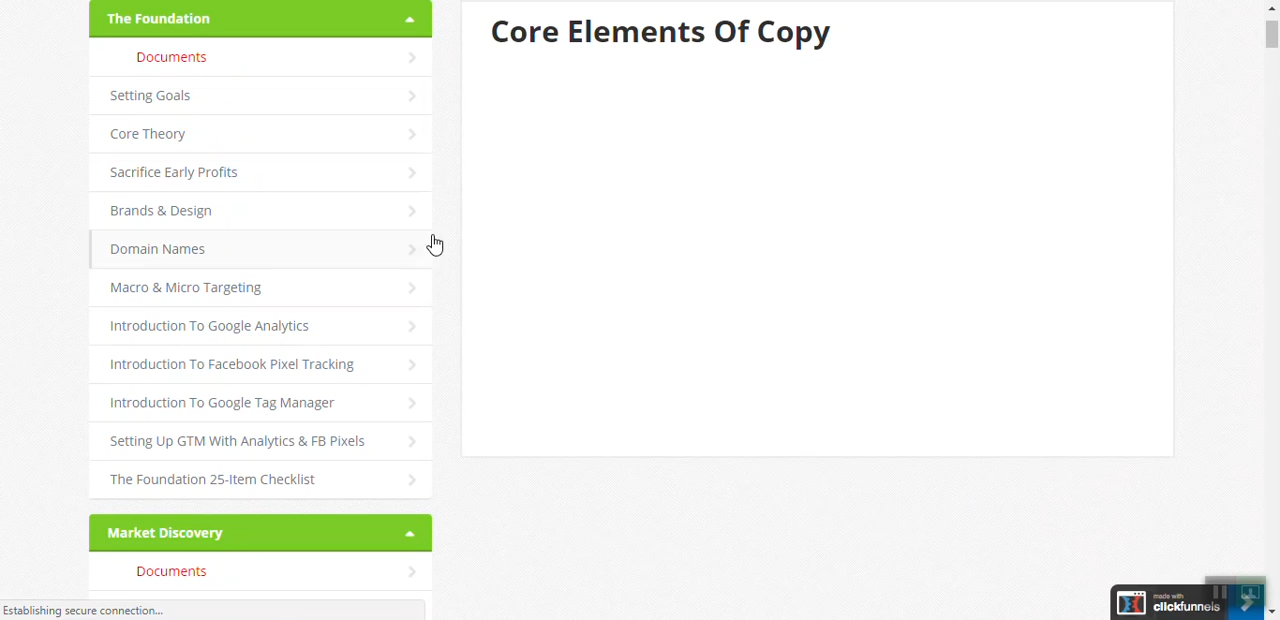 The Foundation
Documents
Setting Goals
Core Theory
Sacrifice Early Profits
Brands & Design
Domain Names
Macro & Micro Targeting
Introduction To Google Analytics
Introduction To Facebook Pixel Tracking
Introduction To Google Tag Manager
Setting Up GTM With Analytics & FB Pixels
The Foundation 25-Item Checklist
Market Discovery
Documents
Establishing secure connection...
Core Elements Of Copy
made with
clickfunnels